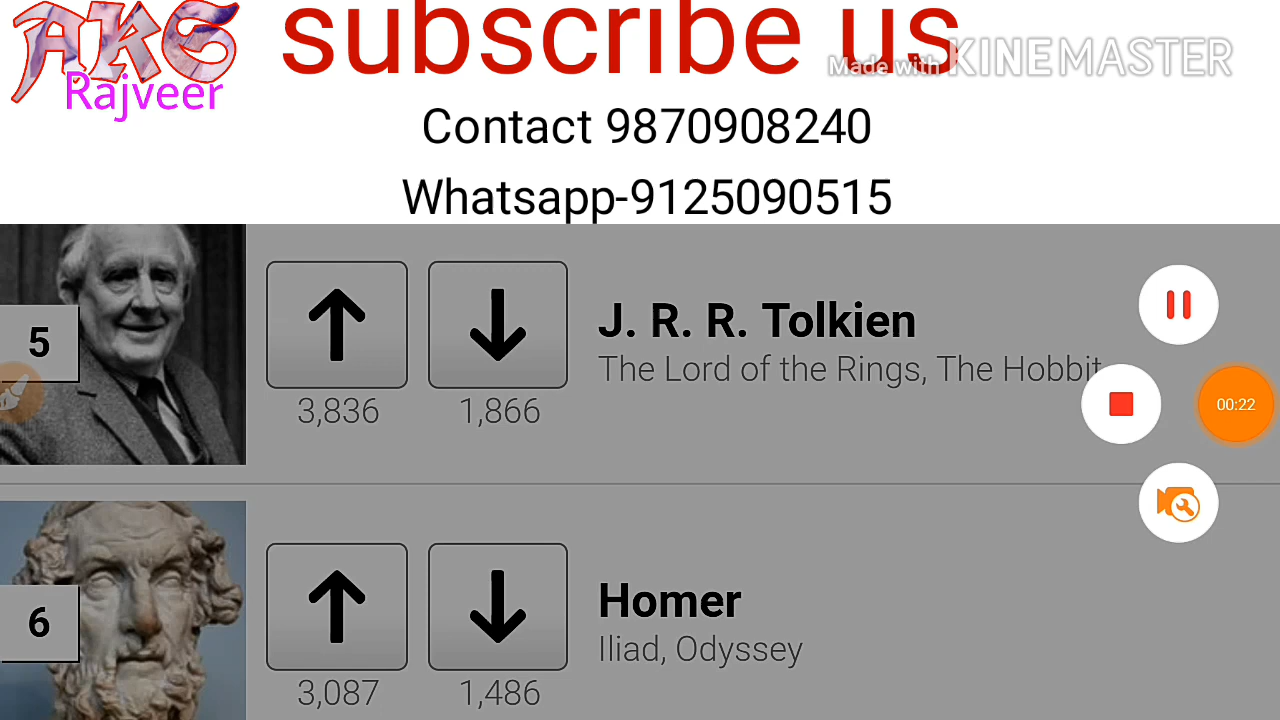 AKS
Rajveer
subscribe us
Made with KINEMASTER
Contact 9870908240
Whatsapp-9125090515
5
3,836
1,866
J. R. R. Tolkien
The Lord of the Rings, The Hobbit
00:22
6
3,087
1,486
Homer
Iliad, Odyssey